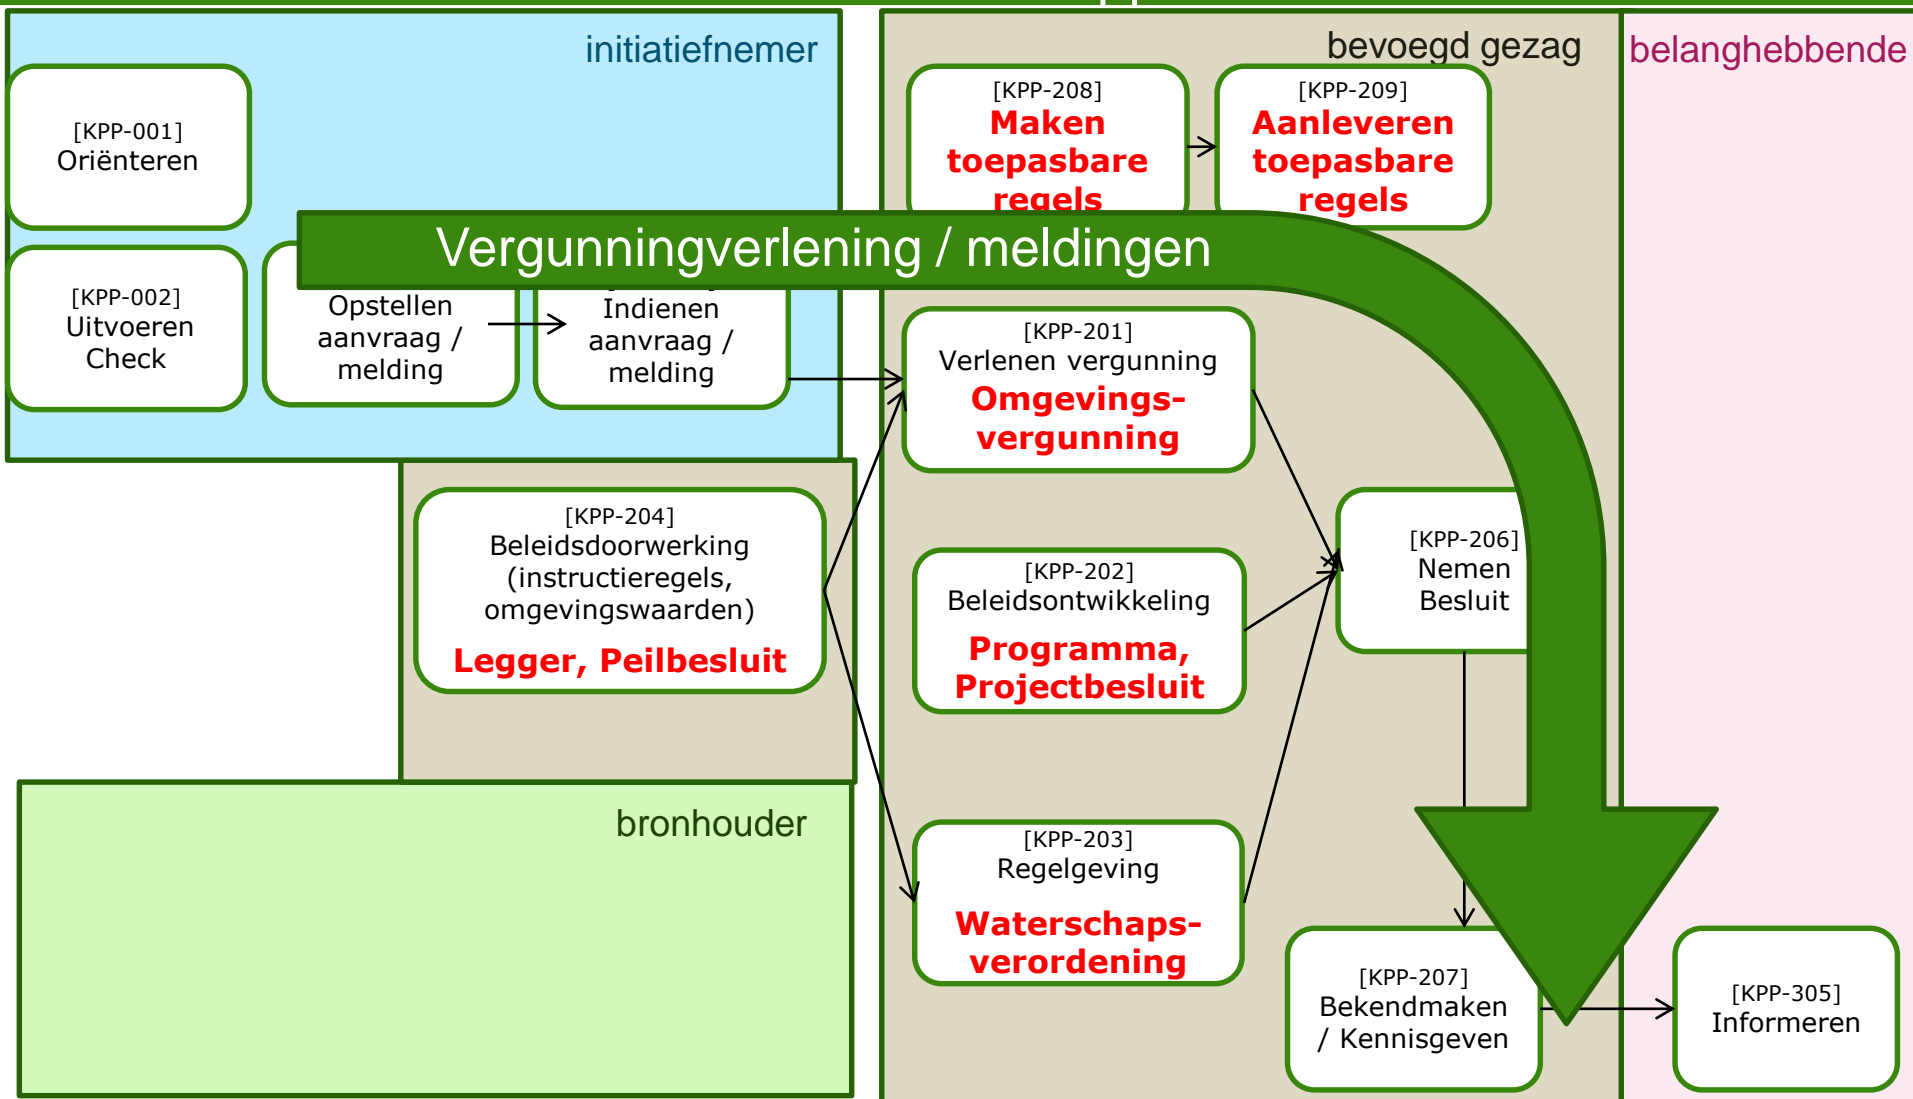 initiatiefnemer
bevoegd gezag
belanghebbende
[KPP-001]
Oriënteren
[KPP-208]
Maken
toepasbare
regels
[KPP-209]
Aanleveren
toepasbare
regels
Vergunningverlening / meldingen
[KPP-002]
Uitvoeren
Check
Opstellen
aanvraag /
melding
Indienen
aanvraag /
melding
[KPP-201]
Verlenen vergunning
Omgevings-
vergunning
[KPP-204]
Beleidsdoorwerking
(instructieregels,
omgevingswaarden)
Legger, Peilbesluit
[KPP-202]
Beleidsontwikkeling
Programma,
Projectbesluit
[KPP-206]
Nemen
Besluit
bronhouder
[KPP-203]
Regelgeving
Waterschaps-
verordening
[KPP-207]
Bekendmaken
/ Kennisgeven
[KPP-305]
Informeren